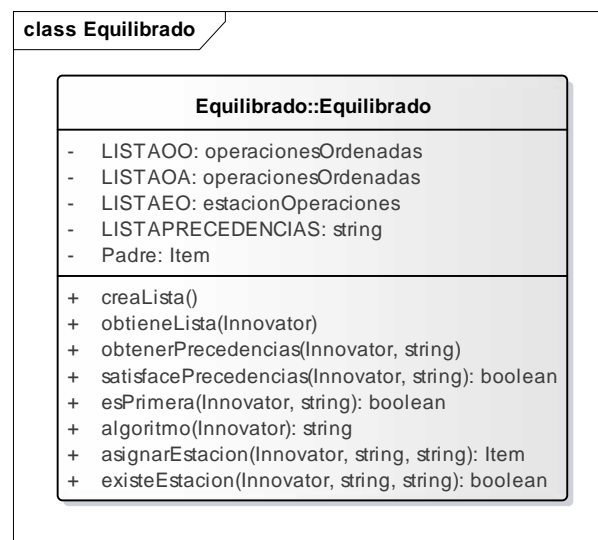 class Equilibrado
Equilibrado::Equilibrado
- LISTAOO: operacionesOrdenadas
- LISTAOA: operacionesOrdenadas
- LISTAEO: estacionOperaciones
- LISTAPRECEDENCIAS: string
- Padre: Item
+ creaLista()
+ obtieneLista(Innovator)
+ obtenerPrecedencias(Innovator, string)
+ satisfacePrecedencias(Innovator, string): boolean
+ esPrimera(Innovator, string): boolean
+ algoritmo(Innovator): string
+ asignarEstacion(Innovator, string, string): Item
+ existeEstacion(Innovator, string, string): boolean